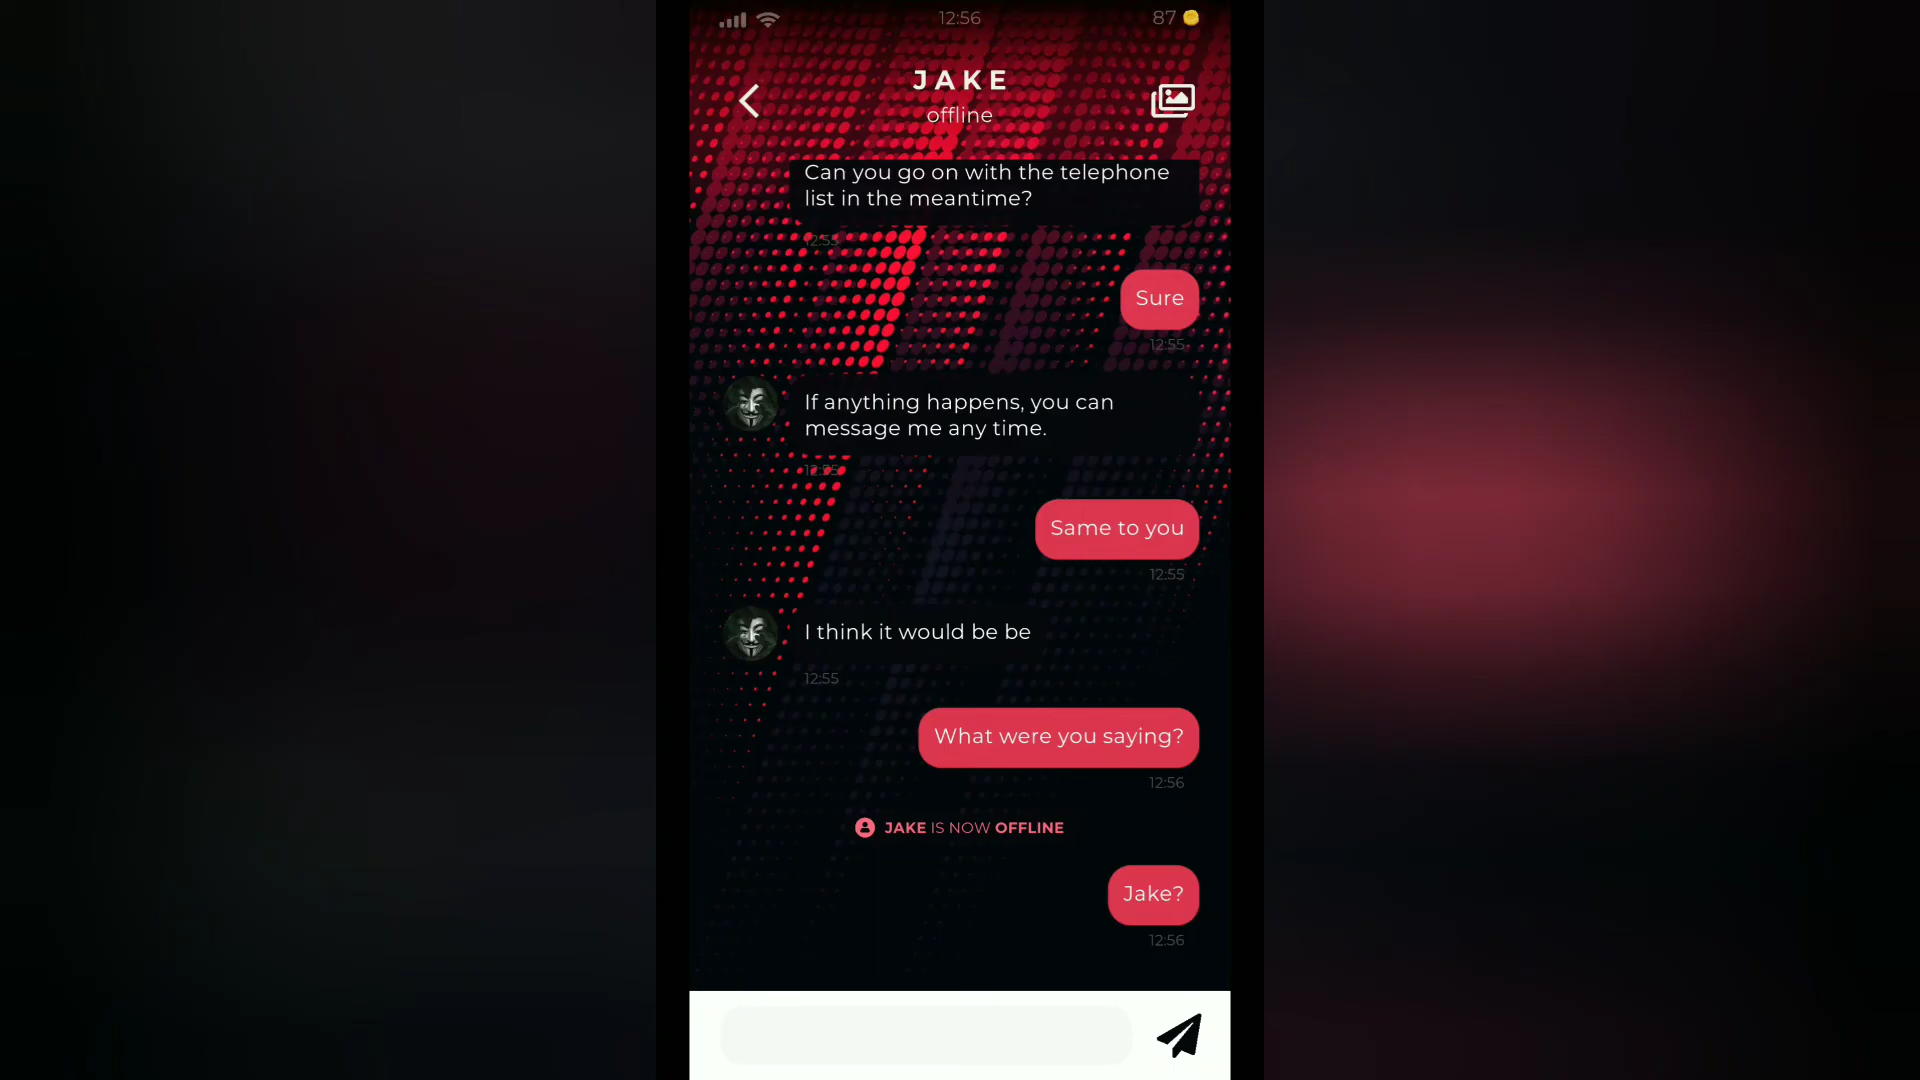 12:56
87
JAKE
offline
Can you go on with the telephone
list in the meantime?
12:55
Sure
12:55
If anything happens, you can
message me any time.
12:55
Same to you
12:55
I think it would be be
12:55
What were you saying?
12:56
JAKE IS NOW OFFLINE
Jake?
12:56